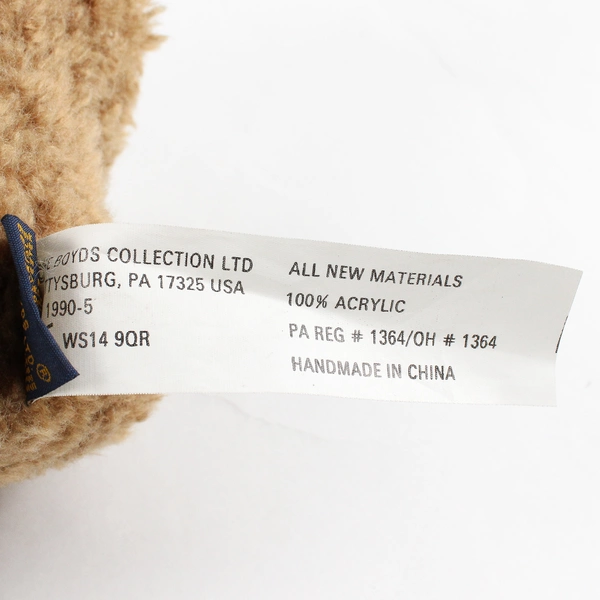 BOYDS COLLECTION LTD
TTYSBURG, PA 17325 USA
1990-5
WS14 9QR
ALL NEW MATERIALS
100% ACRYLIC
PA REG # 1364/OH # 1364
HANDMADE IN CHINA